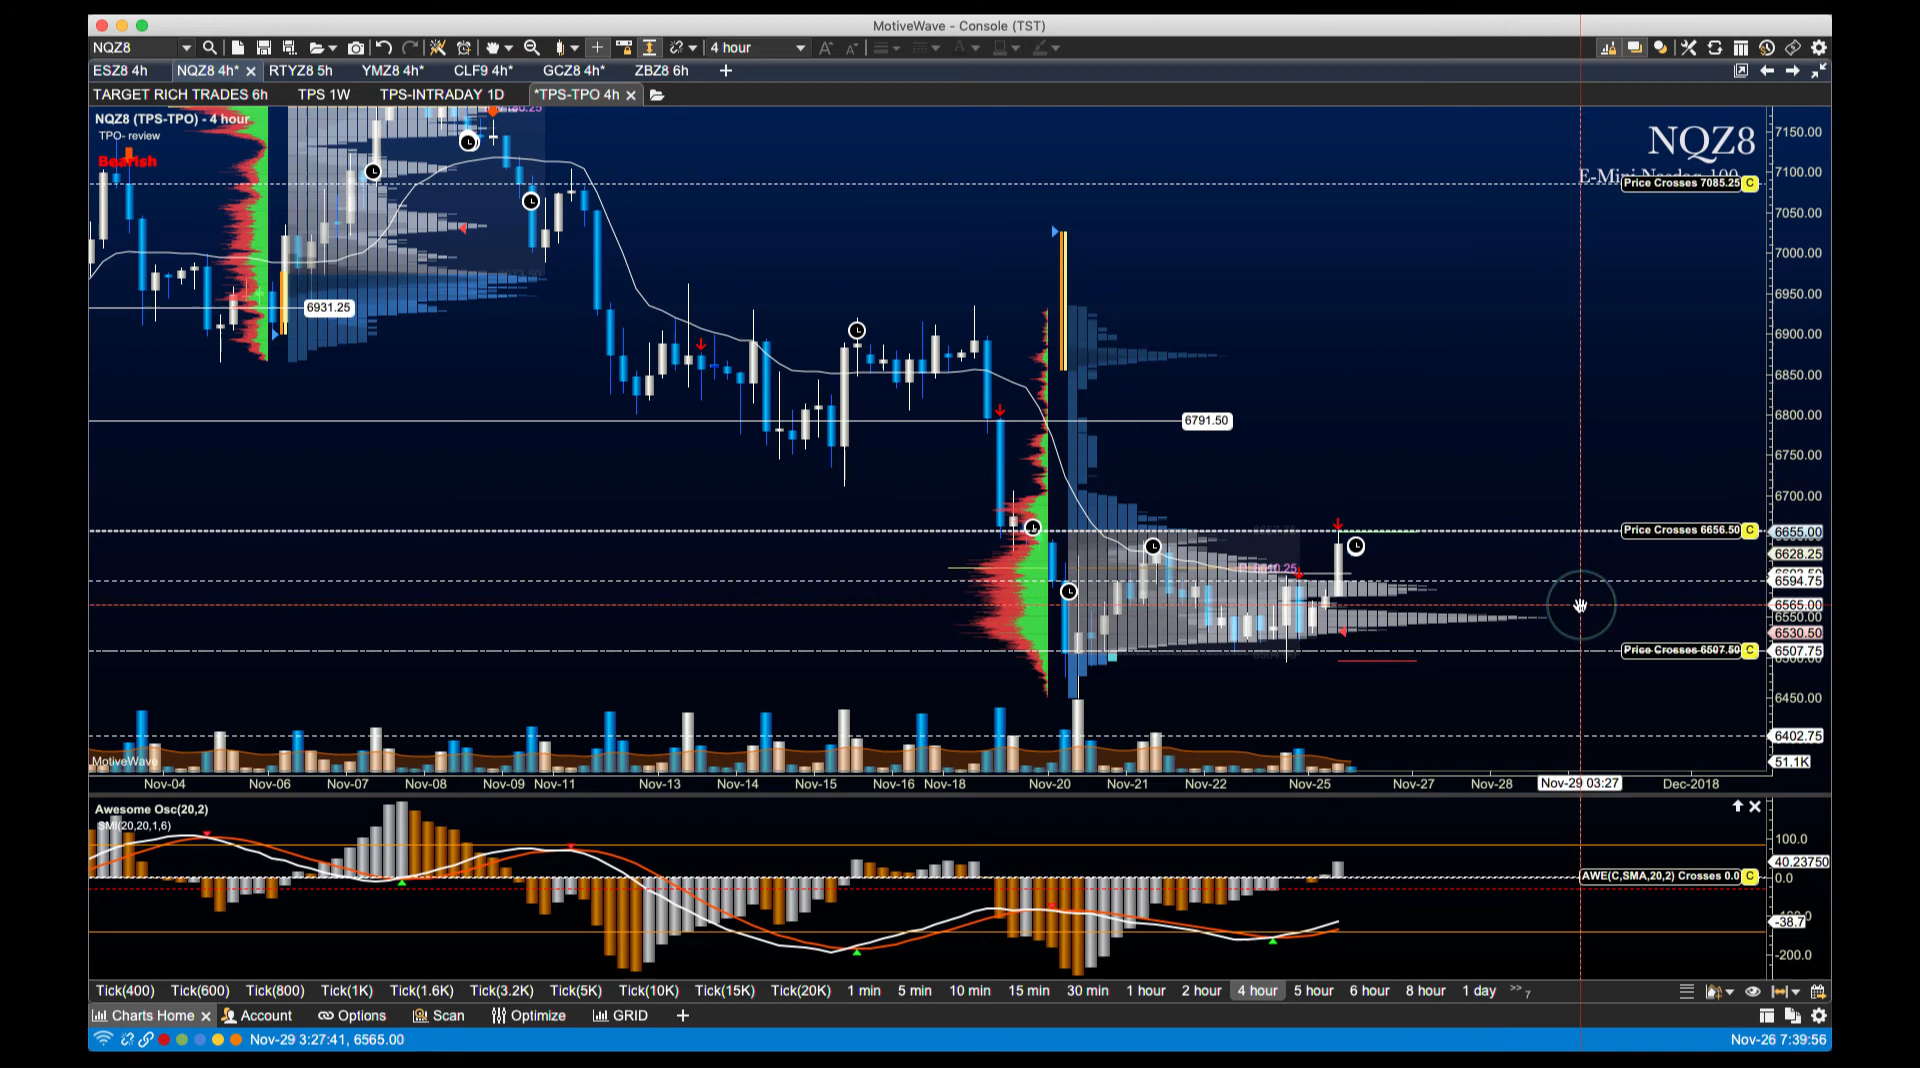 MotiveWave - Console (TST)
NQZ8 4 hour
ESZ8 4h NQZ8 4h* RTYZ8 5h YMZ8 4h* CLF9 4h* GCZ8 4h* ZBZ8 6h
TARGET RICH TRADES 6h TPS 1W TPS-INTRADAY 1D *TPS-TPO 4h
NQZ8 (TPS-TPO) - 4 hour
TPO- review
Bearish
NQZ8
7150.00
7100.00
Price Crosses 7085.25 C
7050.00
7000.00
6950.00
6931.25
6900.00
6850.00
6800.00
6791.50
6750.00
6700.00
Price Crosses 6656.50 C
6655.00
6628.25
6594.75
6565.00
6550.00
6530.50
Price Crosses 6507.50 C
6507.75
6450.00
6402.75
51.1K
MotiveWave
Nov-04 Nov-06 Nov-07 Nov-08 Nov-09 Nov-11 Nov-13 Nov-14 Nov-15 Nov-16 Nov-18 Nov-20 Nov-21 Nov-22 Nov-25 Nov-27 Nov-28 Nov-29 03:27 Dec-2018
Awesome Osc(20,2)
SMI(20,20,1,6)
100.0
40.23750
AWE(C,SMA,20,2) Crosses 0.0 C
0.0
-38.7
-200.0
Tick(400) Tick(600) Tick(800) Tick(1K) Tick(1.6K) Tick(3.2K) Tick(5K) Tick(10K) Tick(15K) Tick(20K) 1 min 5 min 10 min 15 min 30 min 1 hour 2 hour 4 hour 5 hour 6 hour 8 hour 1 day >> 7
Charts Home Account Options Scan Optimize GRID
Nov-29 3:27:41, 6565.00 Nov-26 7:39:56